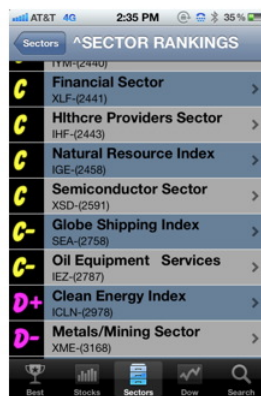 AT&T 4G 2:35 PM 35%
Sectors ^SECTOR RANKINGS
IYM-(2440)
C Financial Sector
XLF-(2441)
C Hlthcre Providers Sector
IHF-(2443)
C Natural Resource Index
IGE-(2458)
C Semiconductor Sector
XSD-(2591)
C- Globe Shipping Index
SEA-(2758)
C- Oil Equipment Services
IEZ-(2787)
D+ Clean Energy Index
ICLN-(2978)
D- Metals/Mining Sector
XME-(3168)
Best Stocks Sectors Dow Search